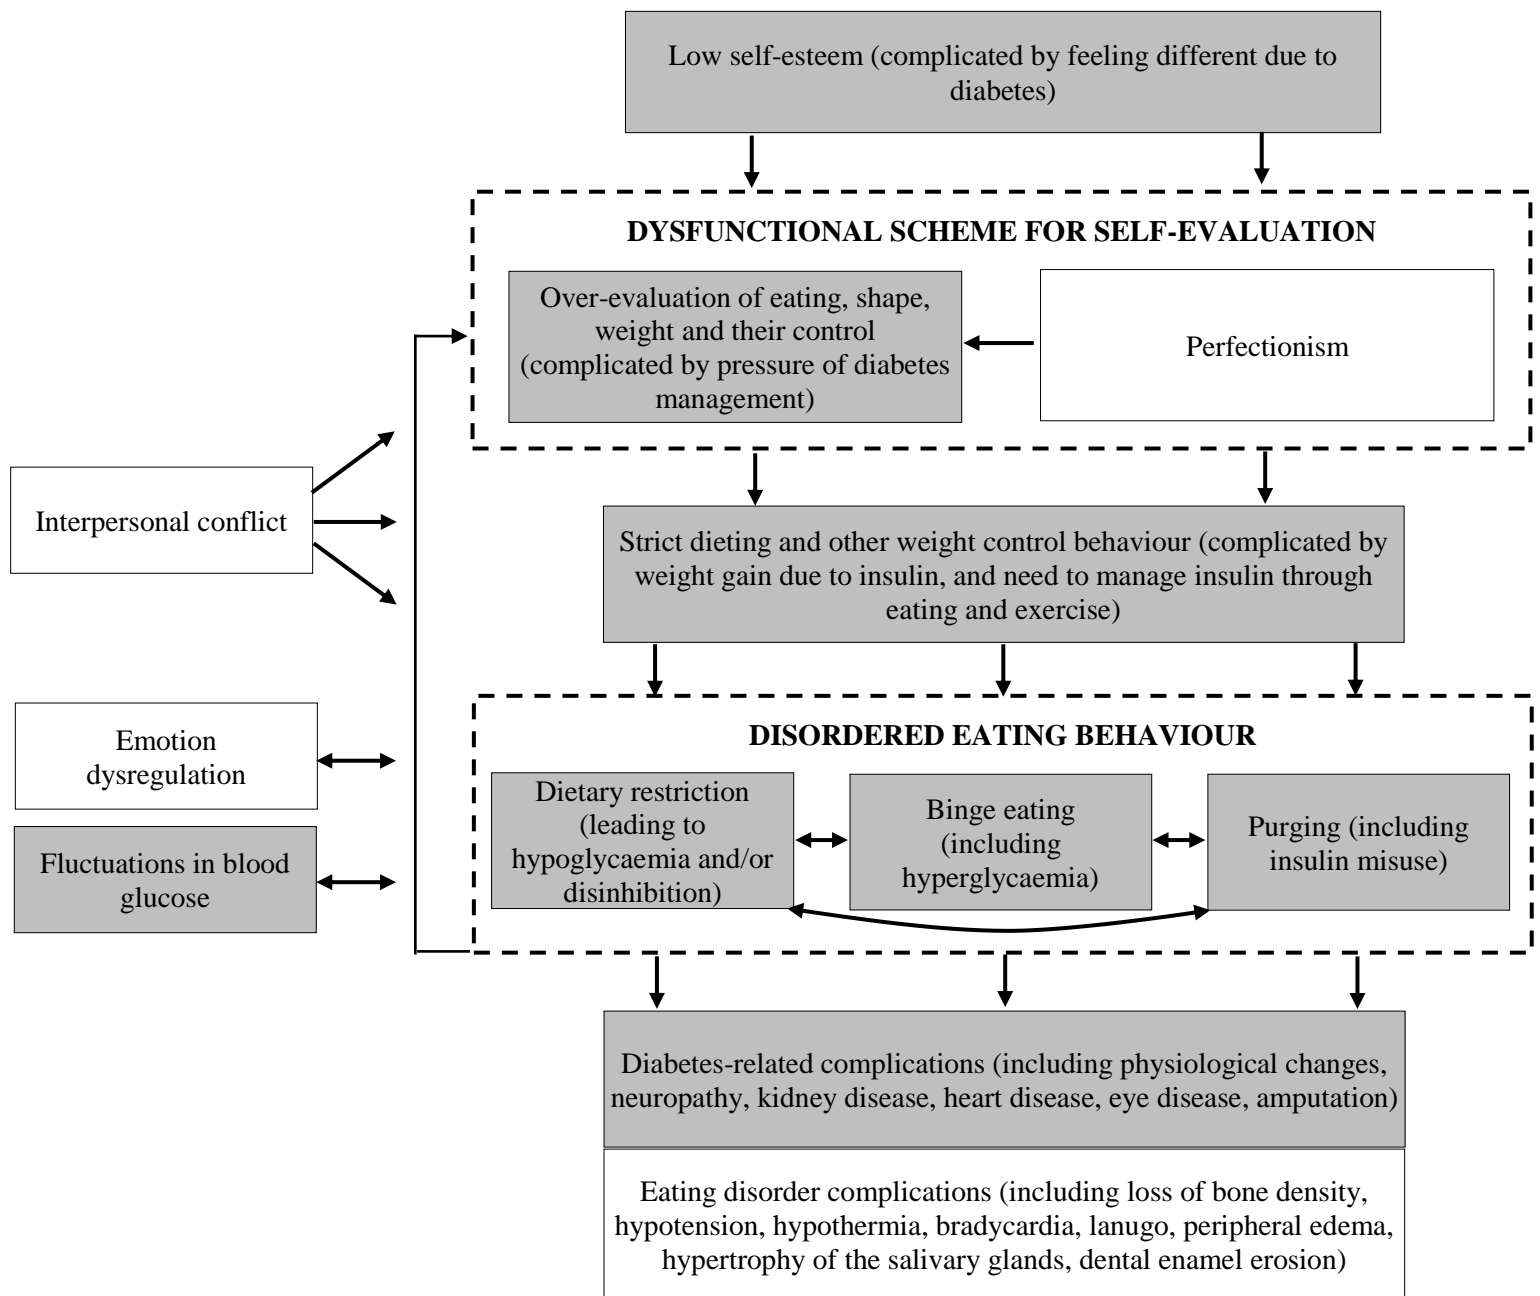 Low self-esteem (complicated by feeling different due to
diabetes)
DYSFUNCTIONAL SCHEME FOR SELF-EVALUATION
Over-evaluation of eating, shape,
weight and their control
(complicated by pressure of diabetes
management)
Perfectionism
Interpersonal conflict
Strict dieting and other weight control behaviour (complicated by
weight gain due to insulin, and need to manage insulin through
eating and exercise)
Emotion
dysregulation
Fluctuations in blood
glucose
DISORDERED EATING BEHAVIOUR
Dietary restriction
(leading to
hypoglycaemia and/or
disinhibition)
Binge eating
(including
hyperglycaemia)
Purging (including
insulin misuse)
Diabetes-related complications (including physiological changes,
neuropathy, kidney disease, heart disease, eye disease, amputation)
Eating disorder complications (including loss of bone density,
hypotension, hypothermia, bradycardia, lanugo, peripheral edema,
hypertrophy of the salivary glands, dental enamel erosion)